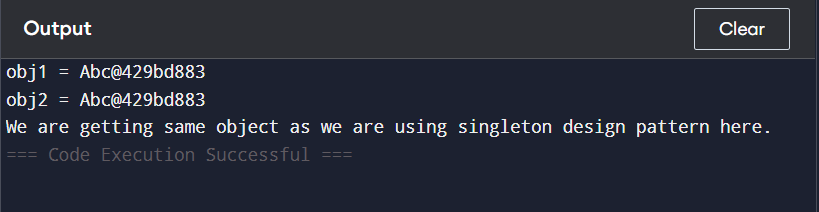 Output
Clear
obj1 = Abc@429bd883
obj2 = Abc@429bd883
We are getting same object as we are using singleton design pattern here.
=== Code Execution Successful ===